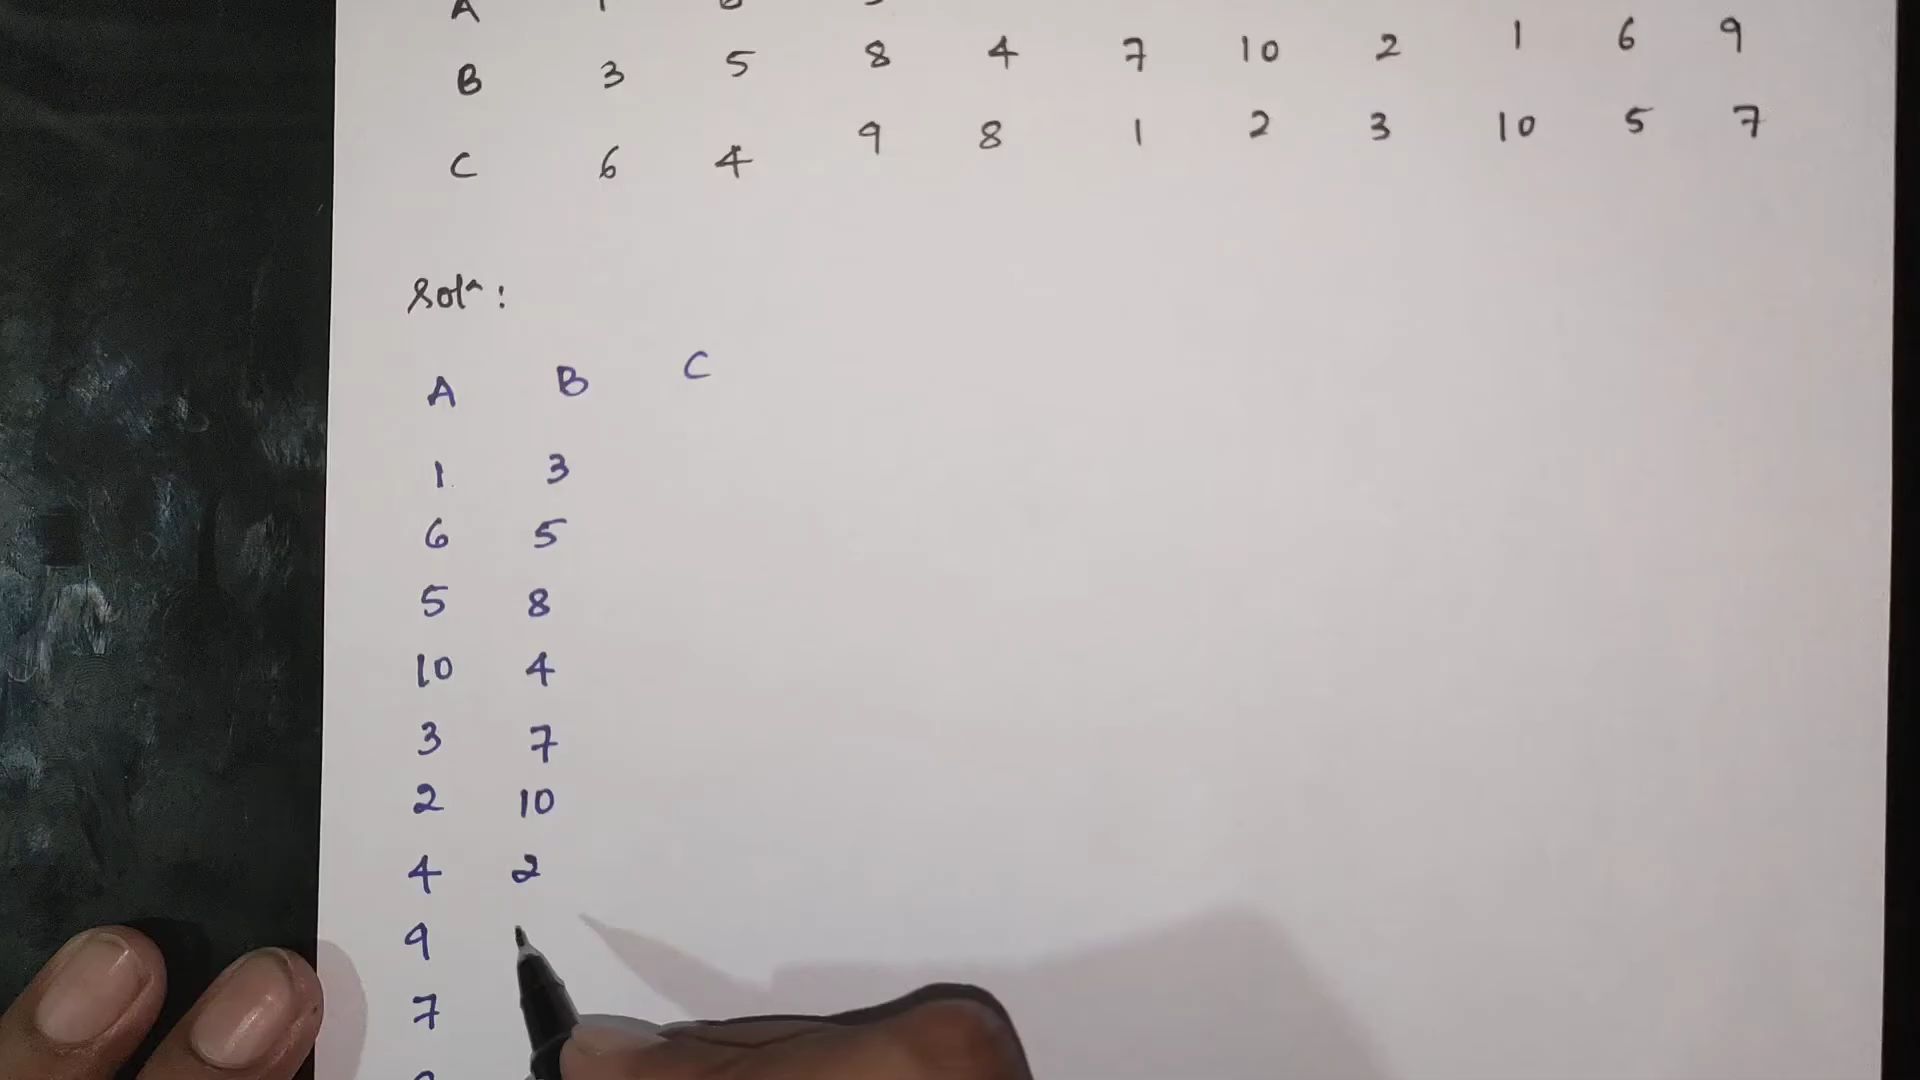 A 1
B 3 5 8 4 7 10 2 1 6 9
C 6 4 9 8 1 2 3 10 5 7
Solⁿ:
A B C
1 3
6 5
5 8
10 4
3 7
2 10
4 2
9
7